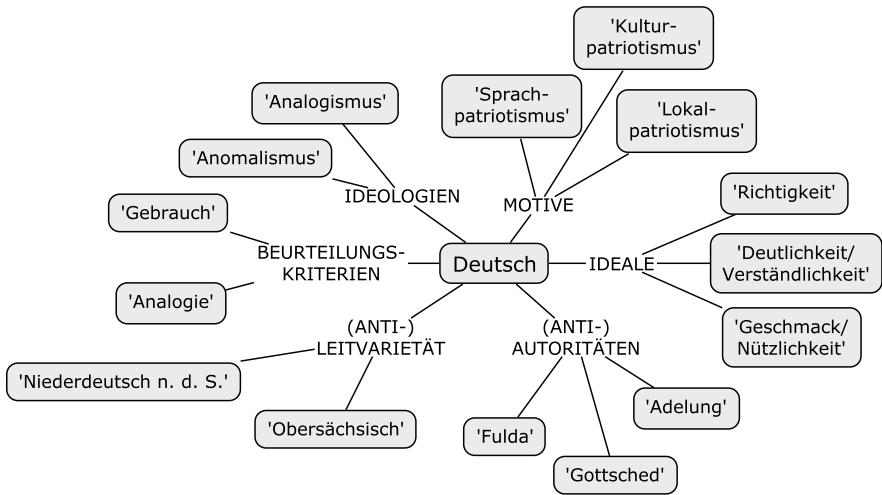 'Kultur-
patriotismus'
'Sprach-
patriotismus'
'Lokal-
patriotismus'
'Analogismus'
'Anomalismus'
IDEOLOGIEN
MOTIVE
'Richtigkeit'
'Gebrauch'
BEURTEILUNGS-
KRITERIEN
Deutsch
IDEALE
'Deutlichkeit/
Verständlichkeit'
'Analogie'
'Geschmack/
Nützlichkeit'
(ANTI-)
LEITVARIETÄT
(ANTI-)
AUTORITÄTEN
'Niederdeutsch n. d. S.'
'Obersächsisch'
'Fulda'
'Adelung'
'Gottsched'